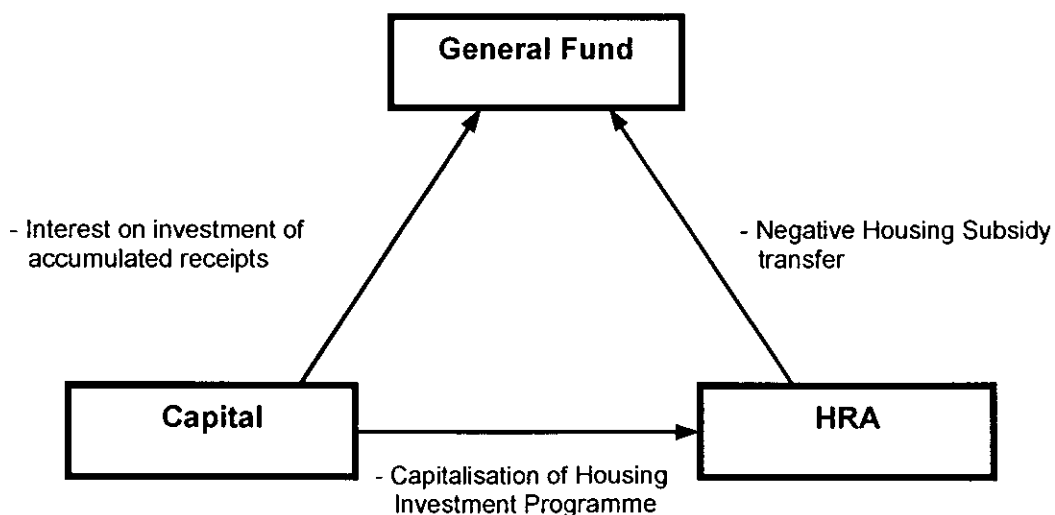 General Fund
- Interest on investment of
accumulated receipts
- Negative Housing Subsidy
transfer
Capital
HRA
- Capitalisation of Housing
Investment Programme